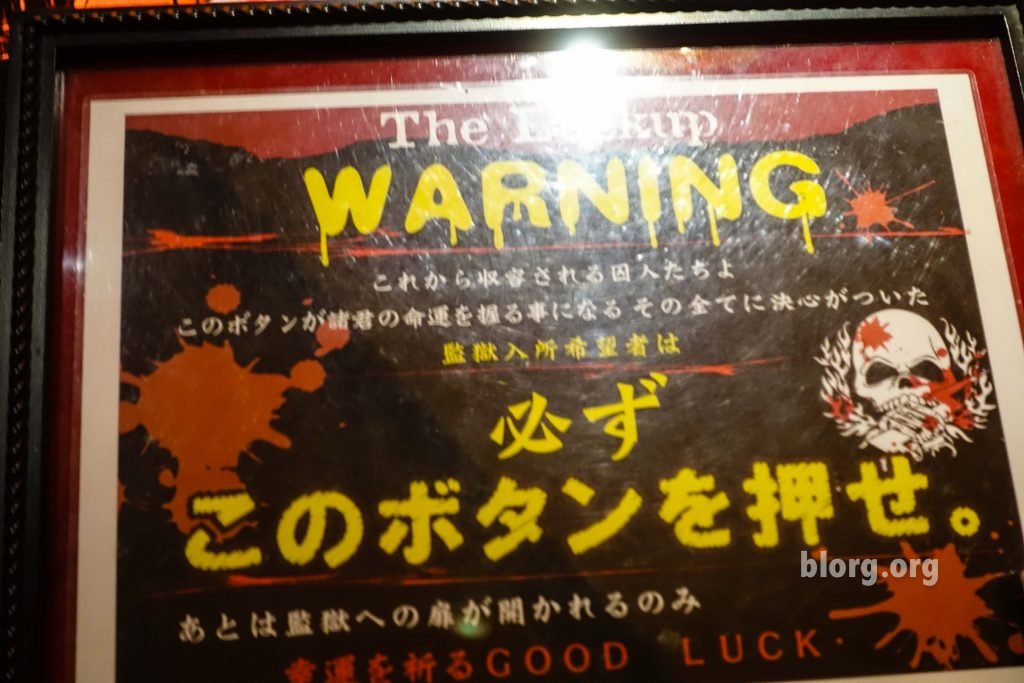 The Lockup
WARNING
これから収容される囚人たちよ
このボタンが諸君の命運を握る事になる その全てに決心がついた
監獄入所希望者は
必ず
このボタンを押せ。
あとは監獄への扉が開かれるのみ
幸運を祈るGOOD LUCK・
blorg.org